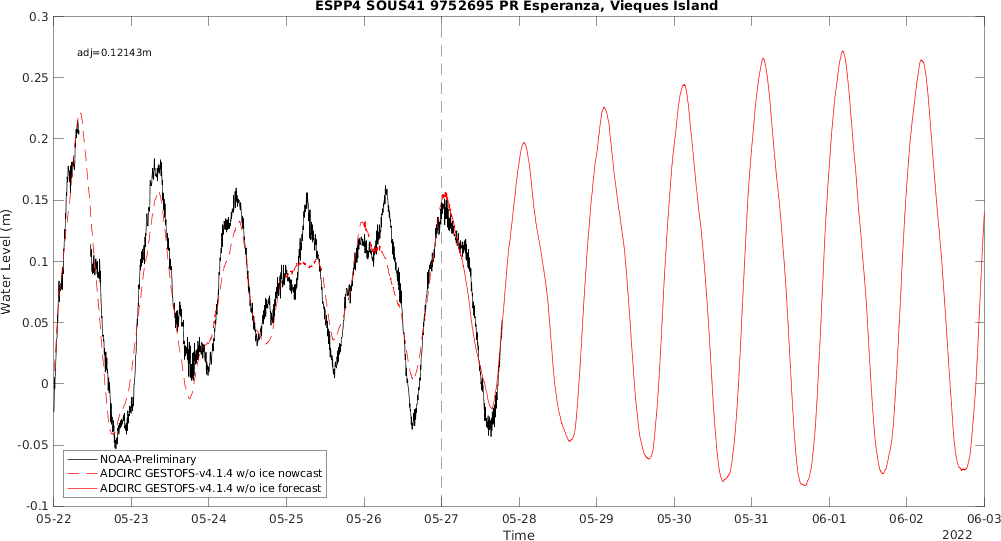 ESPP4 SOUS41 9752695 PR Esperanza, Vieques Island
0.3
adj=0.12143m
0.25
0.2
0.15
0.1
0.05
0
-0.05
-0.1
Water Level (m)
NOAA-Preliminary
ADCIRC GESTOFS-v4.1.4 w/o ice nowcast
ADCIRC GESTOFS-v4.1.4 w/o ice forecast
05-22 05-23 05-24 05-25 05-26 05-27 05-28 05-29 05-30 05-31 06-01 06-02 06-03
Time
2022